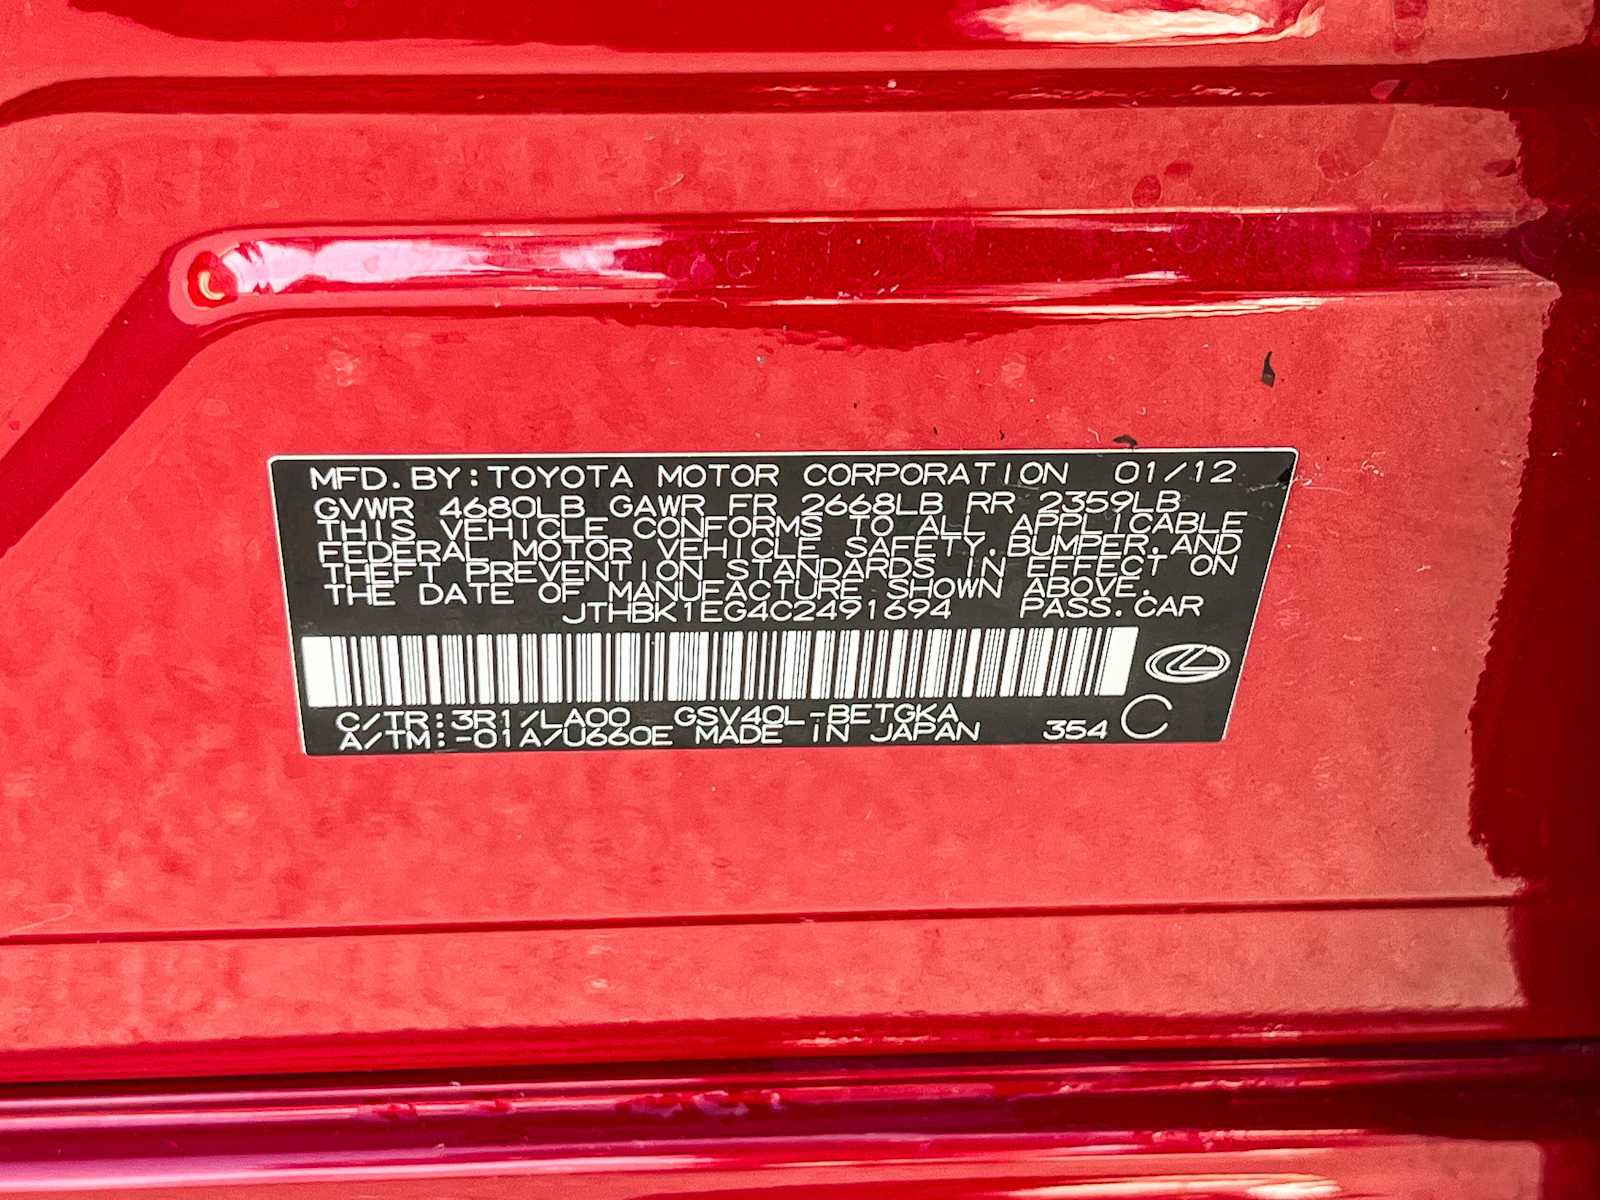 MFD. BY: TOYOTA MOTOR CORPORATION 01/12
GVWR 4680LB GAWR FR 2668LB RR 2359LB
THIS VEHICLE CONFORMS TO ALL APPLICABLE
FEDERAL MOTOR VEHICLE SAFETY, BUMPER, AND
THEFT PREVENTION STANDARDS IN EFFECT ON
THE DATE OF MANUFACTURE SHOWN ABOVE.
JTHBK1EG4C2491694 PASS. CAR
C/TR: 3R1/LA00 GSV40L-BETGKA
A/TM: -01A/U660E MADE IN JAPAN 354 C